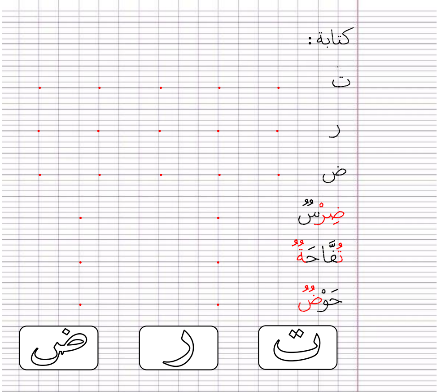 كتابة :
ت
ر
ض
ضِرْسٌ
تُفَّاحَةٌ
حَوْضٌ
ت ر ض